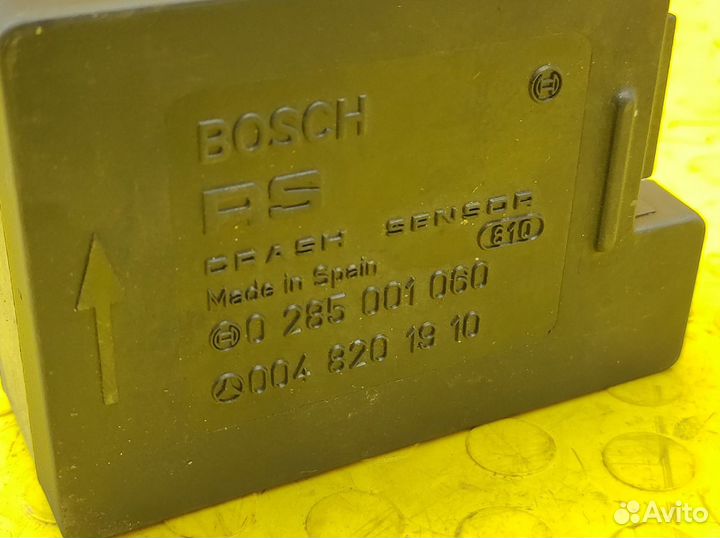 BOSCH
RS
CRASH SENSOR
810
Made in Spain
0 285 001 060
004 820 19 10
Avito